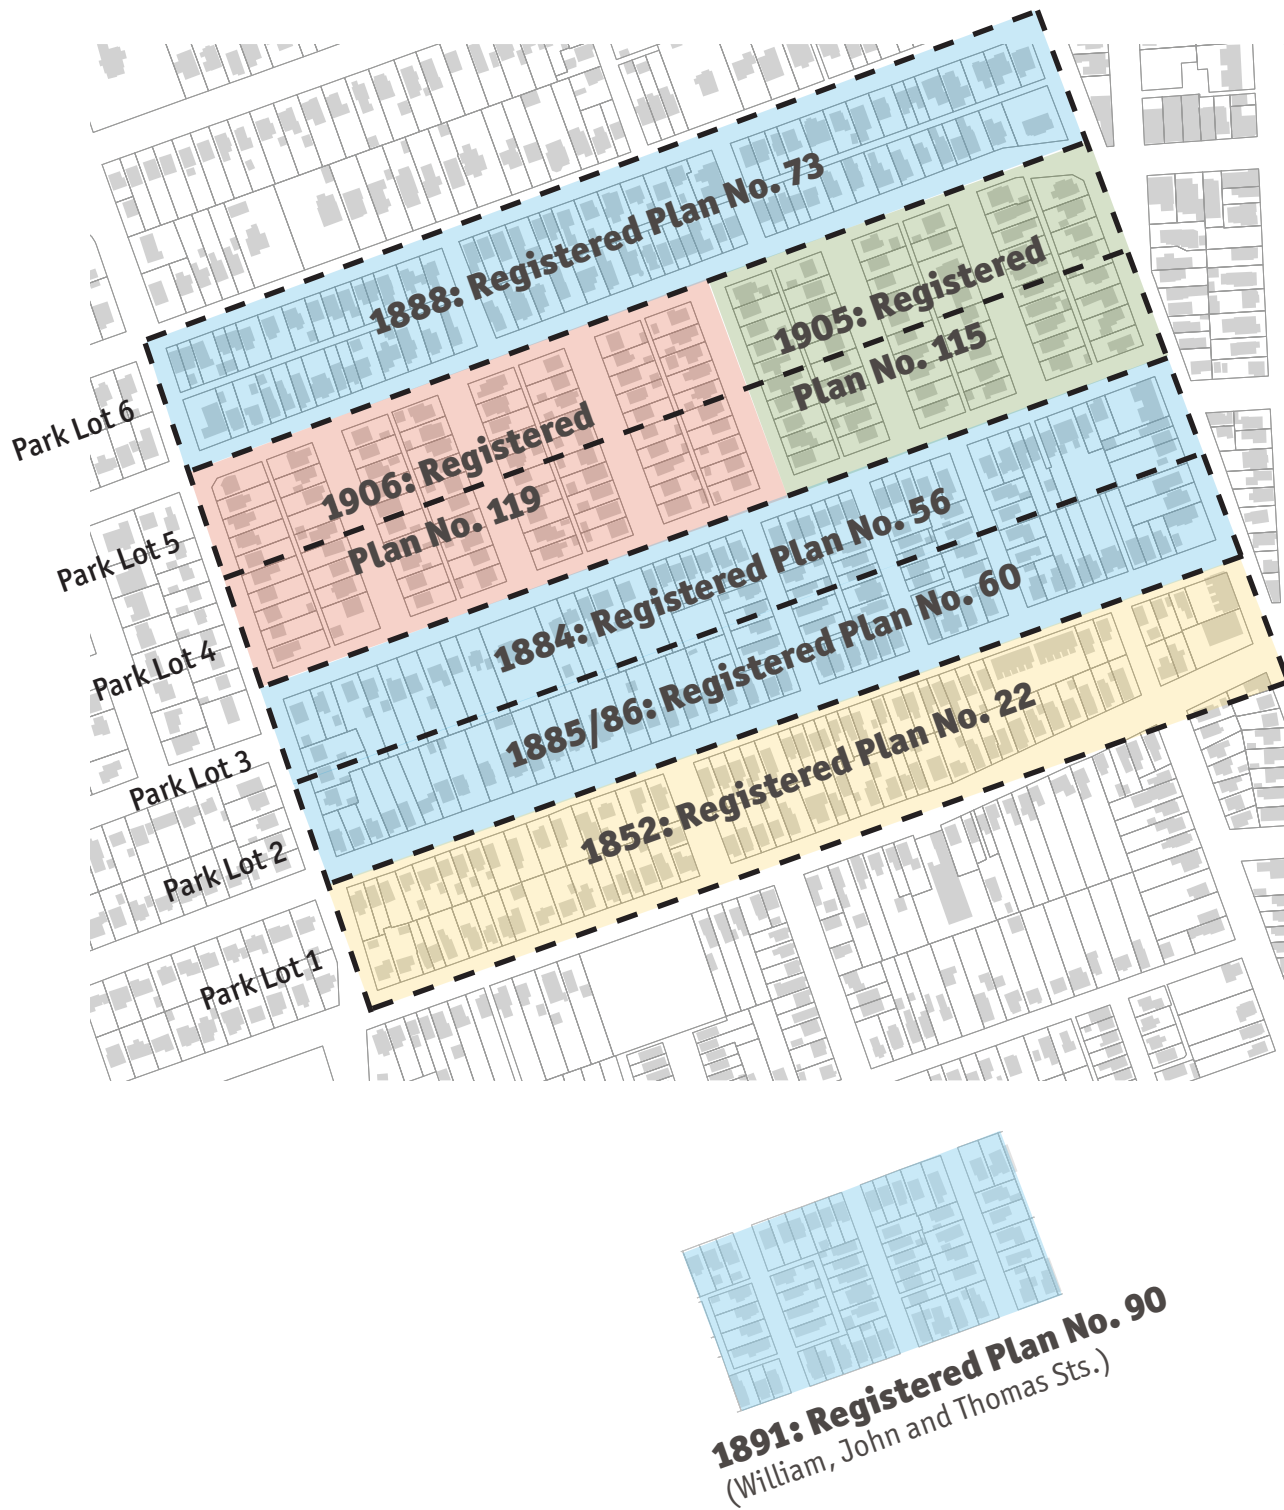 1888: Registered Plan No. 73
1905: Registered
Plan No. 115
Park Lot 6
1906: Registered
Plan No. 119
Park Lot 5
1884: Registered Plan No. 56
Park Lot 4
1885/86: Registered Plan No. 60
Park Lot 3
1852: Registered Plan No. 22
Park Lot 2
Park Lot 1
1891: Registered Plan No. 90
(William, John and Thomas Sts.)